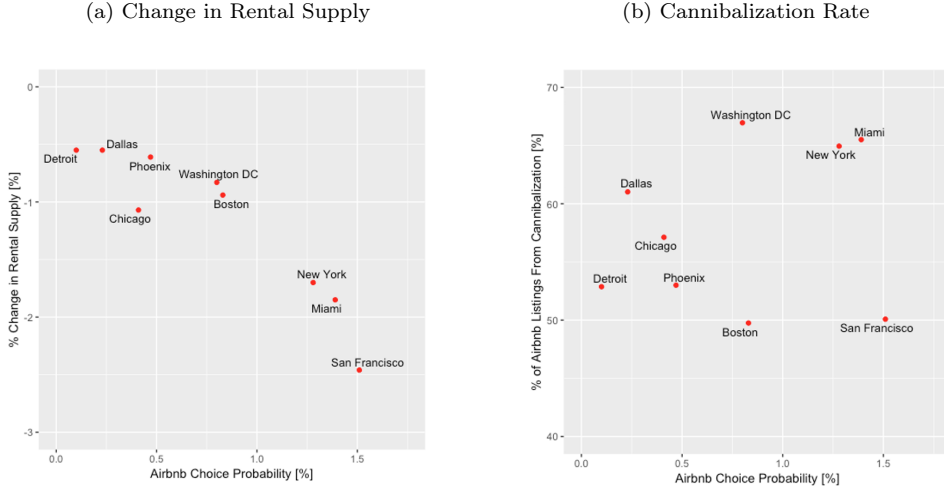 (a) Change in Rental Supply
0
-1
-2
-3
% Change in Rental Supply [%]
Detroit
Dallas
Phoenix
Chicago
Washington DC
Boston
New York
Miami
San Francisco
0.0
0.5
1.0
1.5
Airbnb Choice Probability [%]
(b) Cannibalization Rate
70
60
50
40
% of Airbnb Listings From Cannibalization [%]
Washington DC
Miami
New York
Dallas
Chicago
Detroit
Phoenix
Boston
San Francisco
0.0
0.5
1.0
1.5
Airbnb Choice Probability [%]